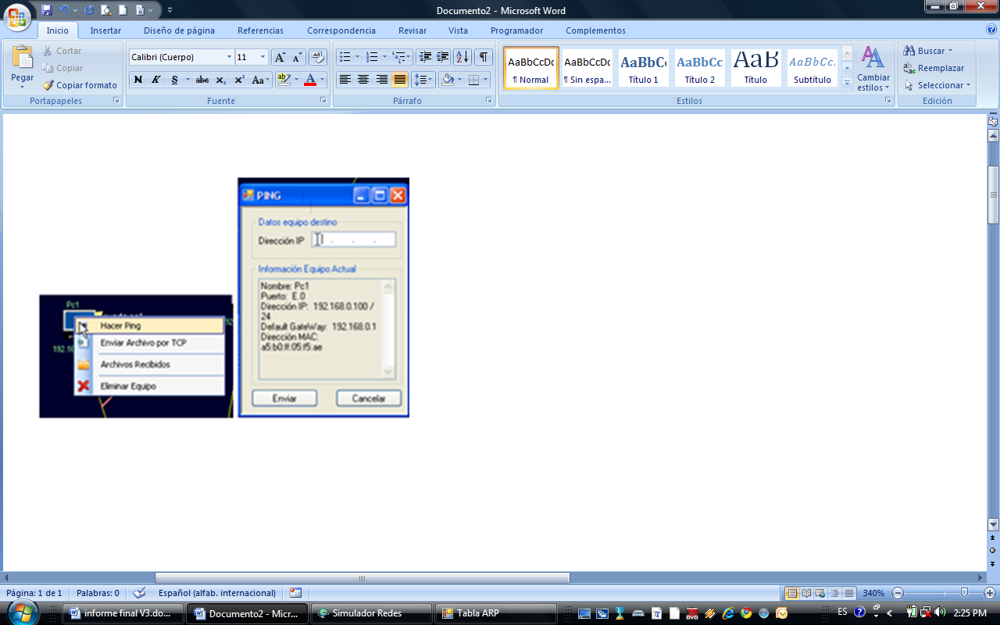 Documento2 - Microsoft Word
Inicio Insertar Diseño de página Referencias Correspondencia Revisar Vista Programador Complementos
Pegar
Cortar
Copiar
Copiar formato
Portapapeles
Calibri (Cuerpo) 11
N K S abc x₂ x² Aa
Fuente
Párrafo
AaBbCcDc AaBbCcDc AaBbCc AaBbCc AaB AaBbCc.
¶ Normal ¶ Sin espa... Título 1 Título 2 Título Subtítulo
Cambiar estilos
Estilos
Buscar
Reemplazar
Seleccionar
Edición
PING
Datos equipo destino
Dirección IP . . .
Información Equipo Actual
Nombre: Pc1
Puerto: E.0
Dirección IP: 192.168.0.100 /
24
Default GateWay: 192.168.0.1
Dirección MAC:
a5:b0:ff:05:f5:ae
Enviar Cancelar
Pc1
Hacer Ping
Enviar Archivo por TCP
Archivos Recibidos
Eliminar Equipo
Página: 1 de 1 Palabras: 0 Español (alfab. internacional) 340%
informe final V3.do... Documento2 - Micr... Simulador Redes Tabla ARP ES 2:25 PM